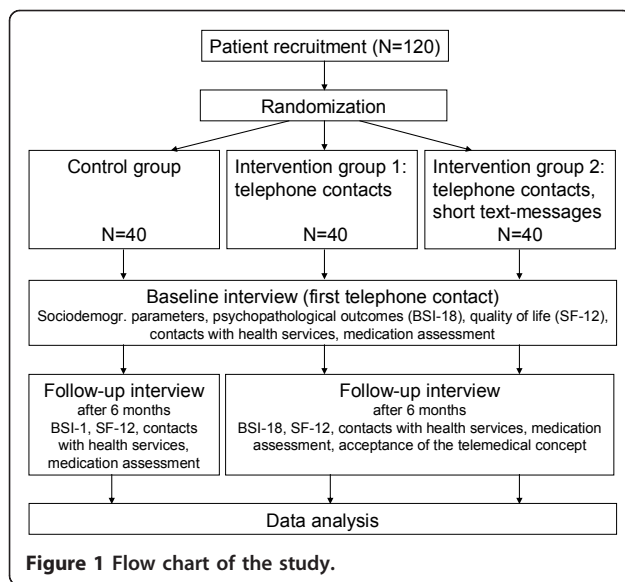 Patient recruitment (N=120)
Randomization
Control group
N=40
Intervention group 1:
telephone contacts
N=40
Intervention group 2:
telephone contacts,
short text-messages
N=40
Baseline interview (first telephone contact)
Sociodemogr. parameters, psychopathological outcomes (BSI-18), quality of life (SF-12),
contacts with health services, medication assessment
Follow-up interview
after 6 months
BSI-1, SF-12, contacts
with health services,
medication assessment
Follow-up interview
after 6 months
BSI-18, SF-12, contacts with health services, medication
assessment, acceptance of the telemedical concept
Data analysis
Figure 1 Flow chart of the study.